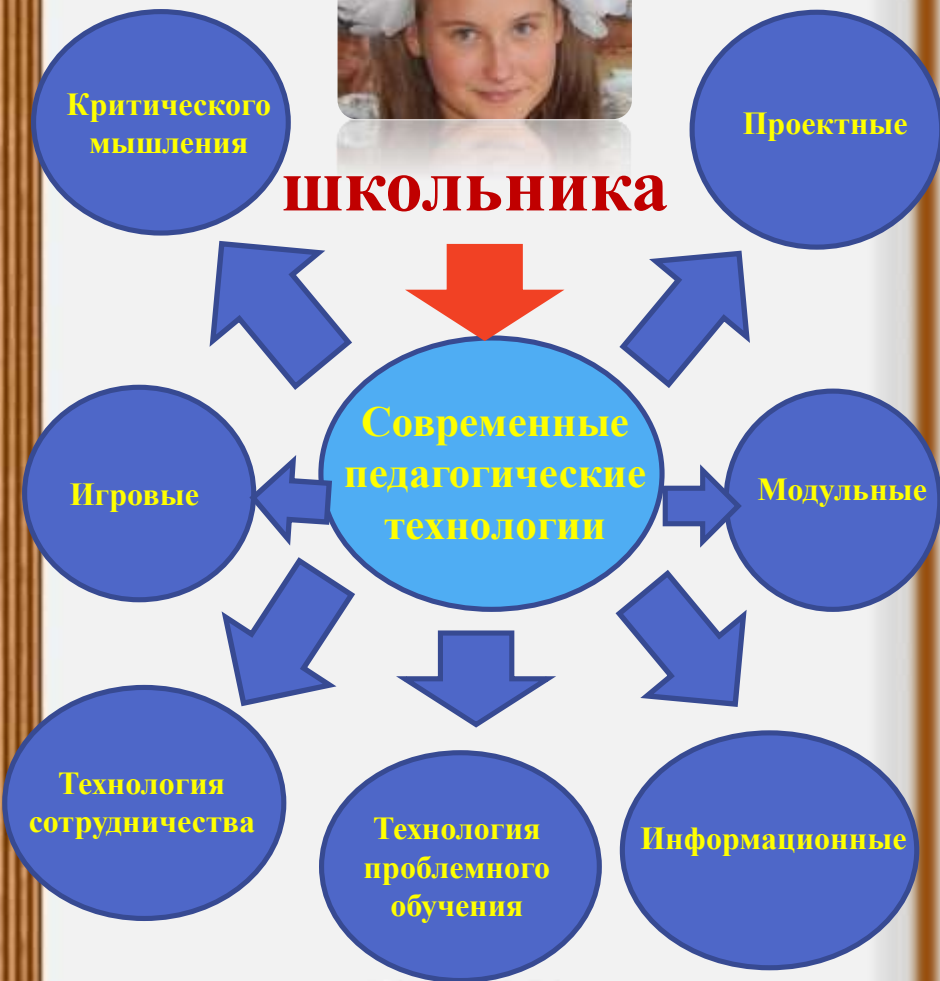 Критического
мышления
Проектные
школьника
Современные
педагогические
технологии
Игровые
Модульные
Технология
сотрудничества
Технология
проблемного
обучения
Информационные